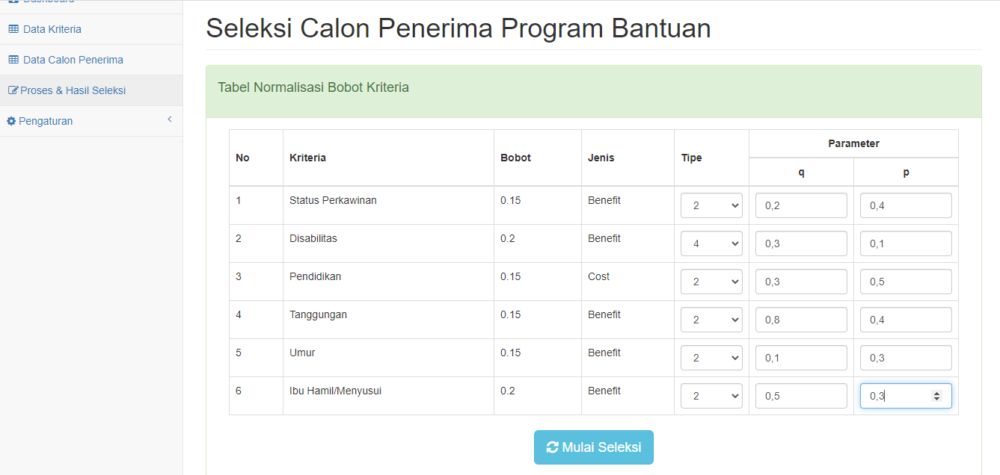 Dashboard
Data Kriteria
Data Calon Penerima
Proses & Hasil Seleksi
Pengaturan
Seleksi Calon Penerima Program Bantuan
Tabel Normalisasi Bobot Kriteria
No Kriteria Bobot Jenis Tipe Parameter
q p
1 Status Perkawinan 0.15 Benefit 2 0,2 0,4
2 Disabilitas 0.2 Benefit 4 0,3 0,1
3 Pendidikan 0.15 Cost 2 0,3 0,5
4 Tanggungan 0.15 Benefit 2 0,8 0,4
5 Umur 0.15 Benefit 2 0,1 0,3
6 Ibu Hamil/Menyusui 0.2 Benefit 2 0,5 0,3
Mulai Seleksi